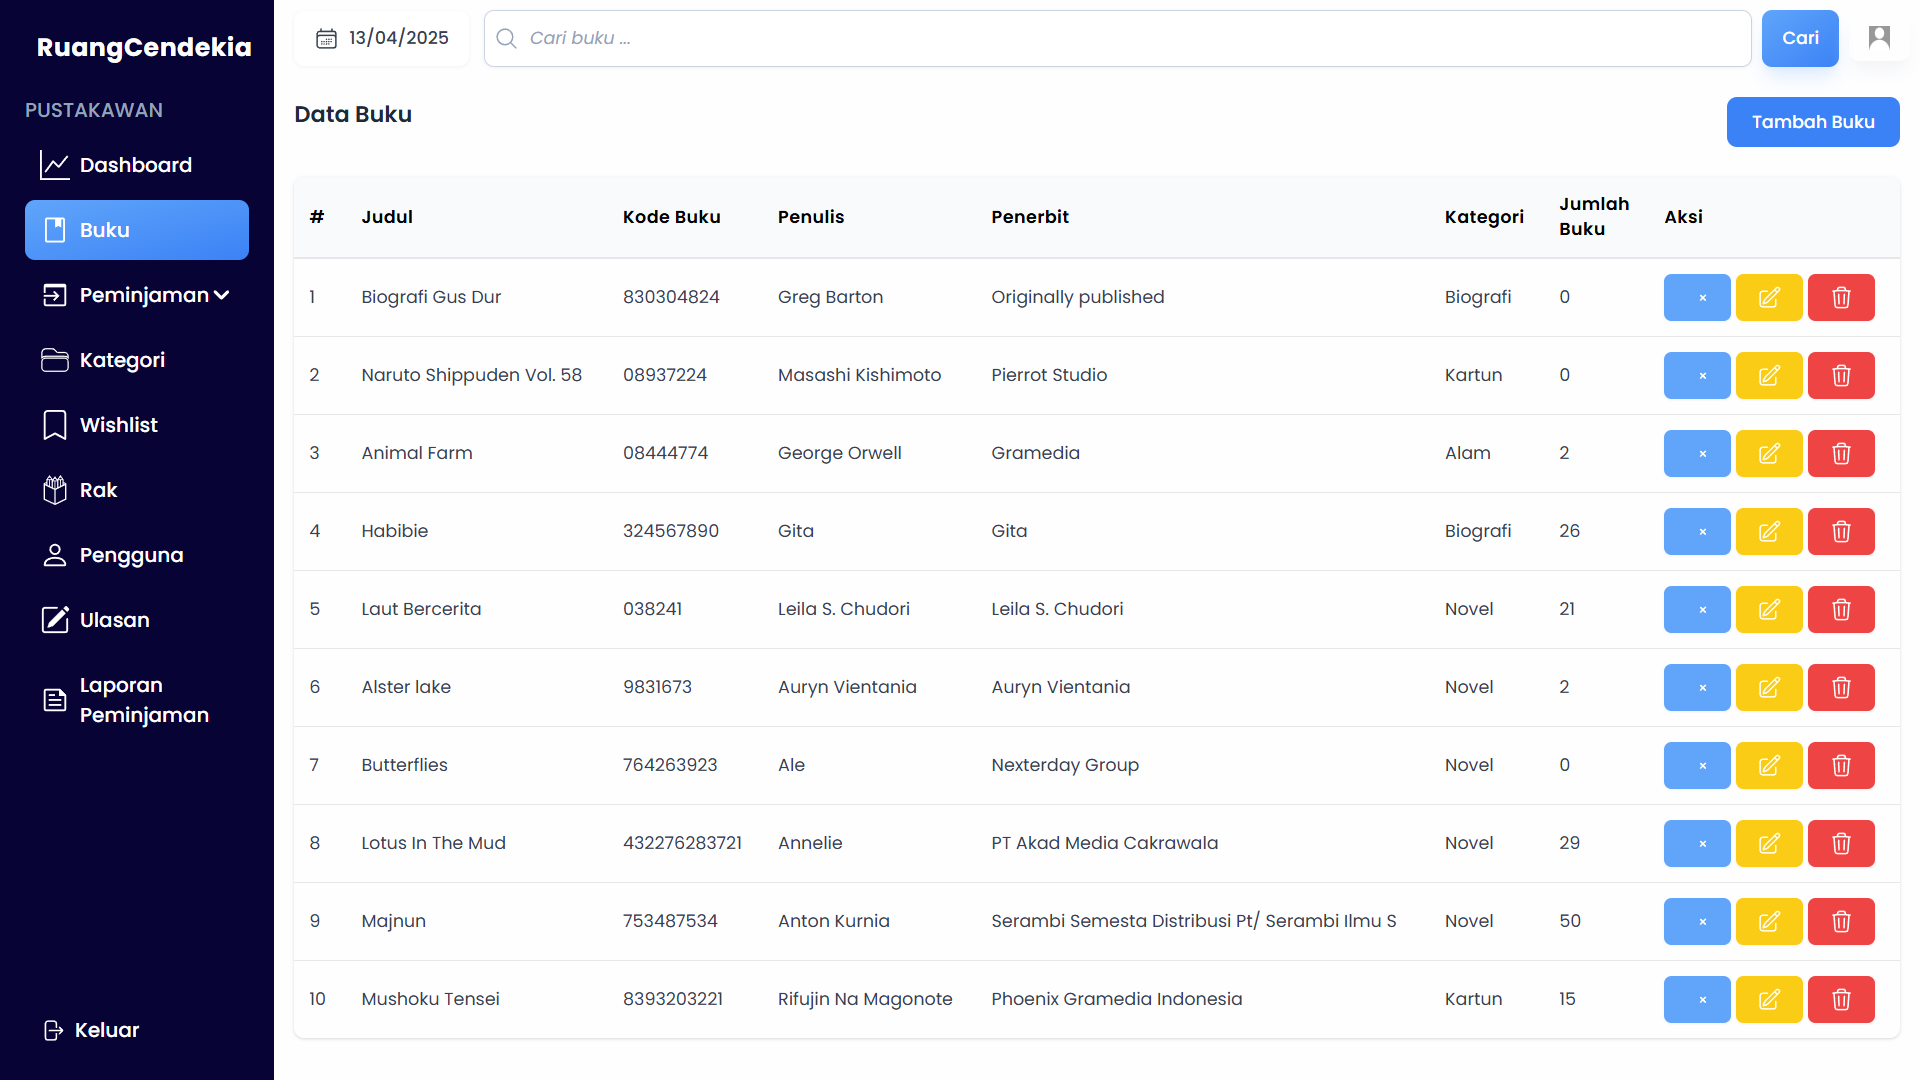 RuangCendekia
PUSTAKAWAN
Dashboard
Buku
Peminjaman
Kategori
Wishlist
Rak
Pengguna
Ulasan
Laporan
Peminjaman
Keluar
13/04/2025
Cari buku ...
Cari
Data Buku
Tambah Buku
# Judul Kode Buku Penulis Penerbit Kategori Jumlah Buku Aksi
1 Biografi Gus Dur 830304824 Greg Barton Originally published Biografi 0 ×
2 Naruto Shippuden Vol. 58 08937224 Masashi Kishimoto Pierrot Studio Kartun 0 ×
3 Animal Farm 08444774 George Orwell Gramedia Alam 2 ×
4 Habibie 324567890 Gita Gita Biografi 26 ×
5 Laut Bercerita 038241 Leila S. Chudori Leila S. Chudori Novel 21 ×
6 Alster lake 9831673 Auryn Vientania Auryn Vientania Novel 2 ×
7 Butterflies 764263923 Ale Nexterday Group Novel 0 ×
8 Lotus In The Mud 432276283721 Annelie PT Akad Media Cakrawala Novel 29 ×
9 Majnun 753487534 Anton Kurnia Serambi Semesta Distribusi Pt/ Serambi Ilmu S Novel 50 ×
10 Mushoku Tensei 8393203221 Rifujin Na Magonote Phoenix Gramedia Indonesia Kartun 15 ×